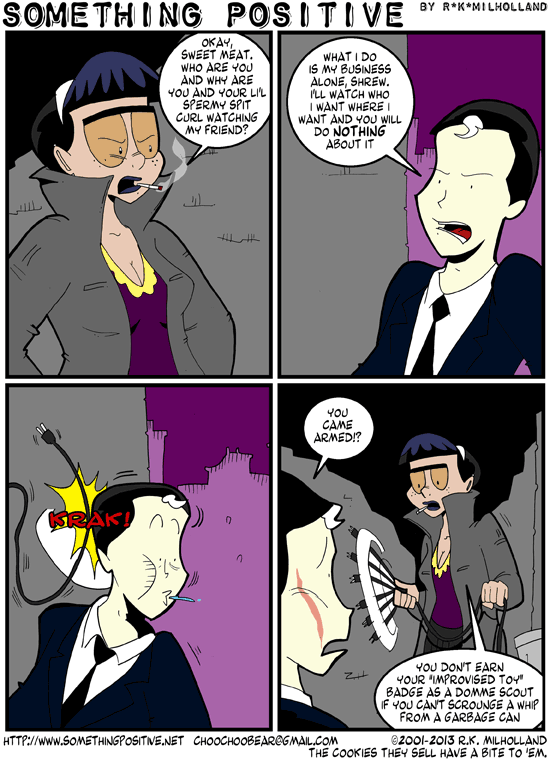 SOMETHING POSITIVE BY R*K*MILHOLLAND
OKAY,
SWEET MEAT.
WHO ARE YOU
AND WHY ARE
YOU AND YOUR LI'L
SPERMY SPIT
CURL WATCHING
MY FRIEND?
WHAT I DO
IS MY BUSINESS
ALONE, SHREW.
I'LL WATCH WHO
I WANT WHERE I
WANT AND YOU WILL
DO NOTHING
ABOUT IT
KRAK!
YOU
CAME
ARMED!?
YOU DON'T EARN
YOUR "IMPROVISED TOY"
BADGE AS A DOMME SCOUT
IF YOU CAN'T SCROUNGE A WHIP
FROM A GARBAGE CAN
HTTP://WWW.SOMETHINGPOSITIVE.NET CHOOCHOOBEAR@GMAIL.COM ©2001-2013 R.K. MILHOLLAND
THE COOKIES THEY SELL HAVE A BITE TO 'EM.